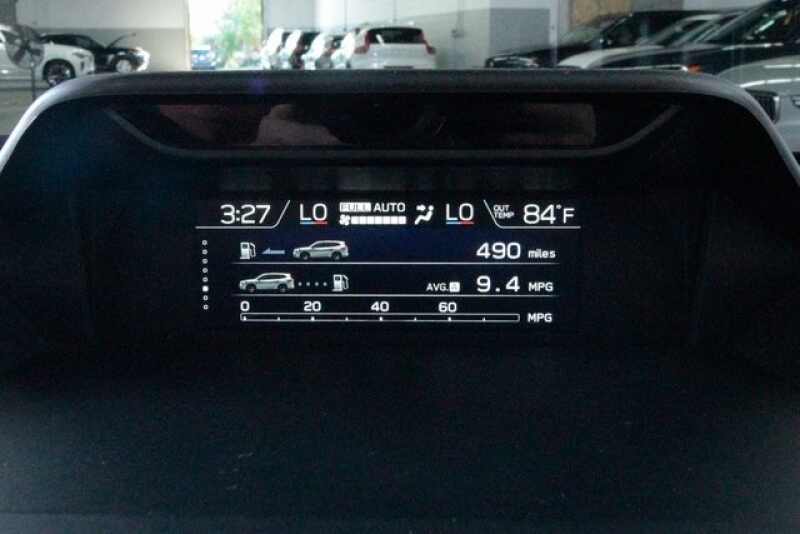 3:27 LO FULL AUTO LO OUT TEMP 84°F
490 miles
AVG. A 9.4 MPG
0 20 40 60
MPG